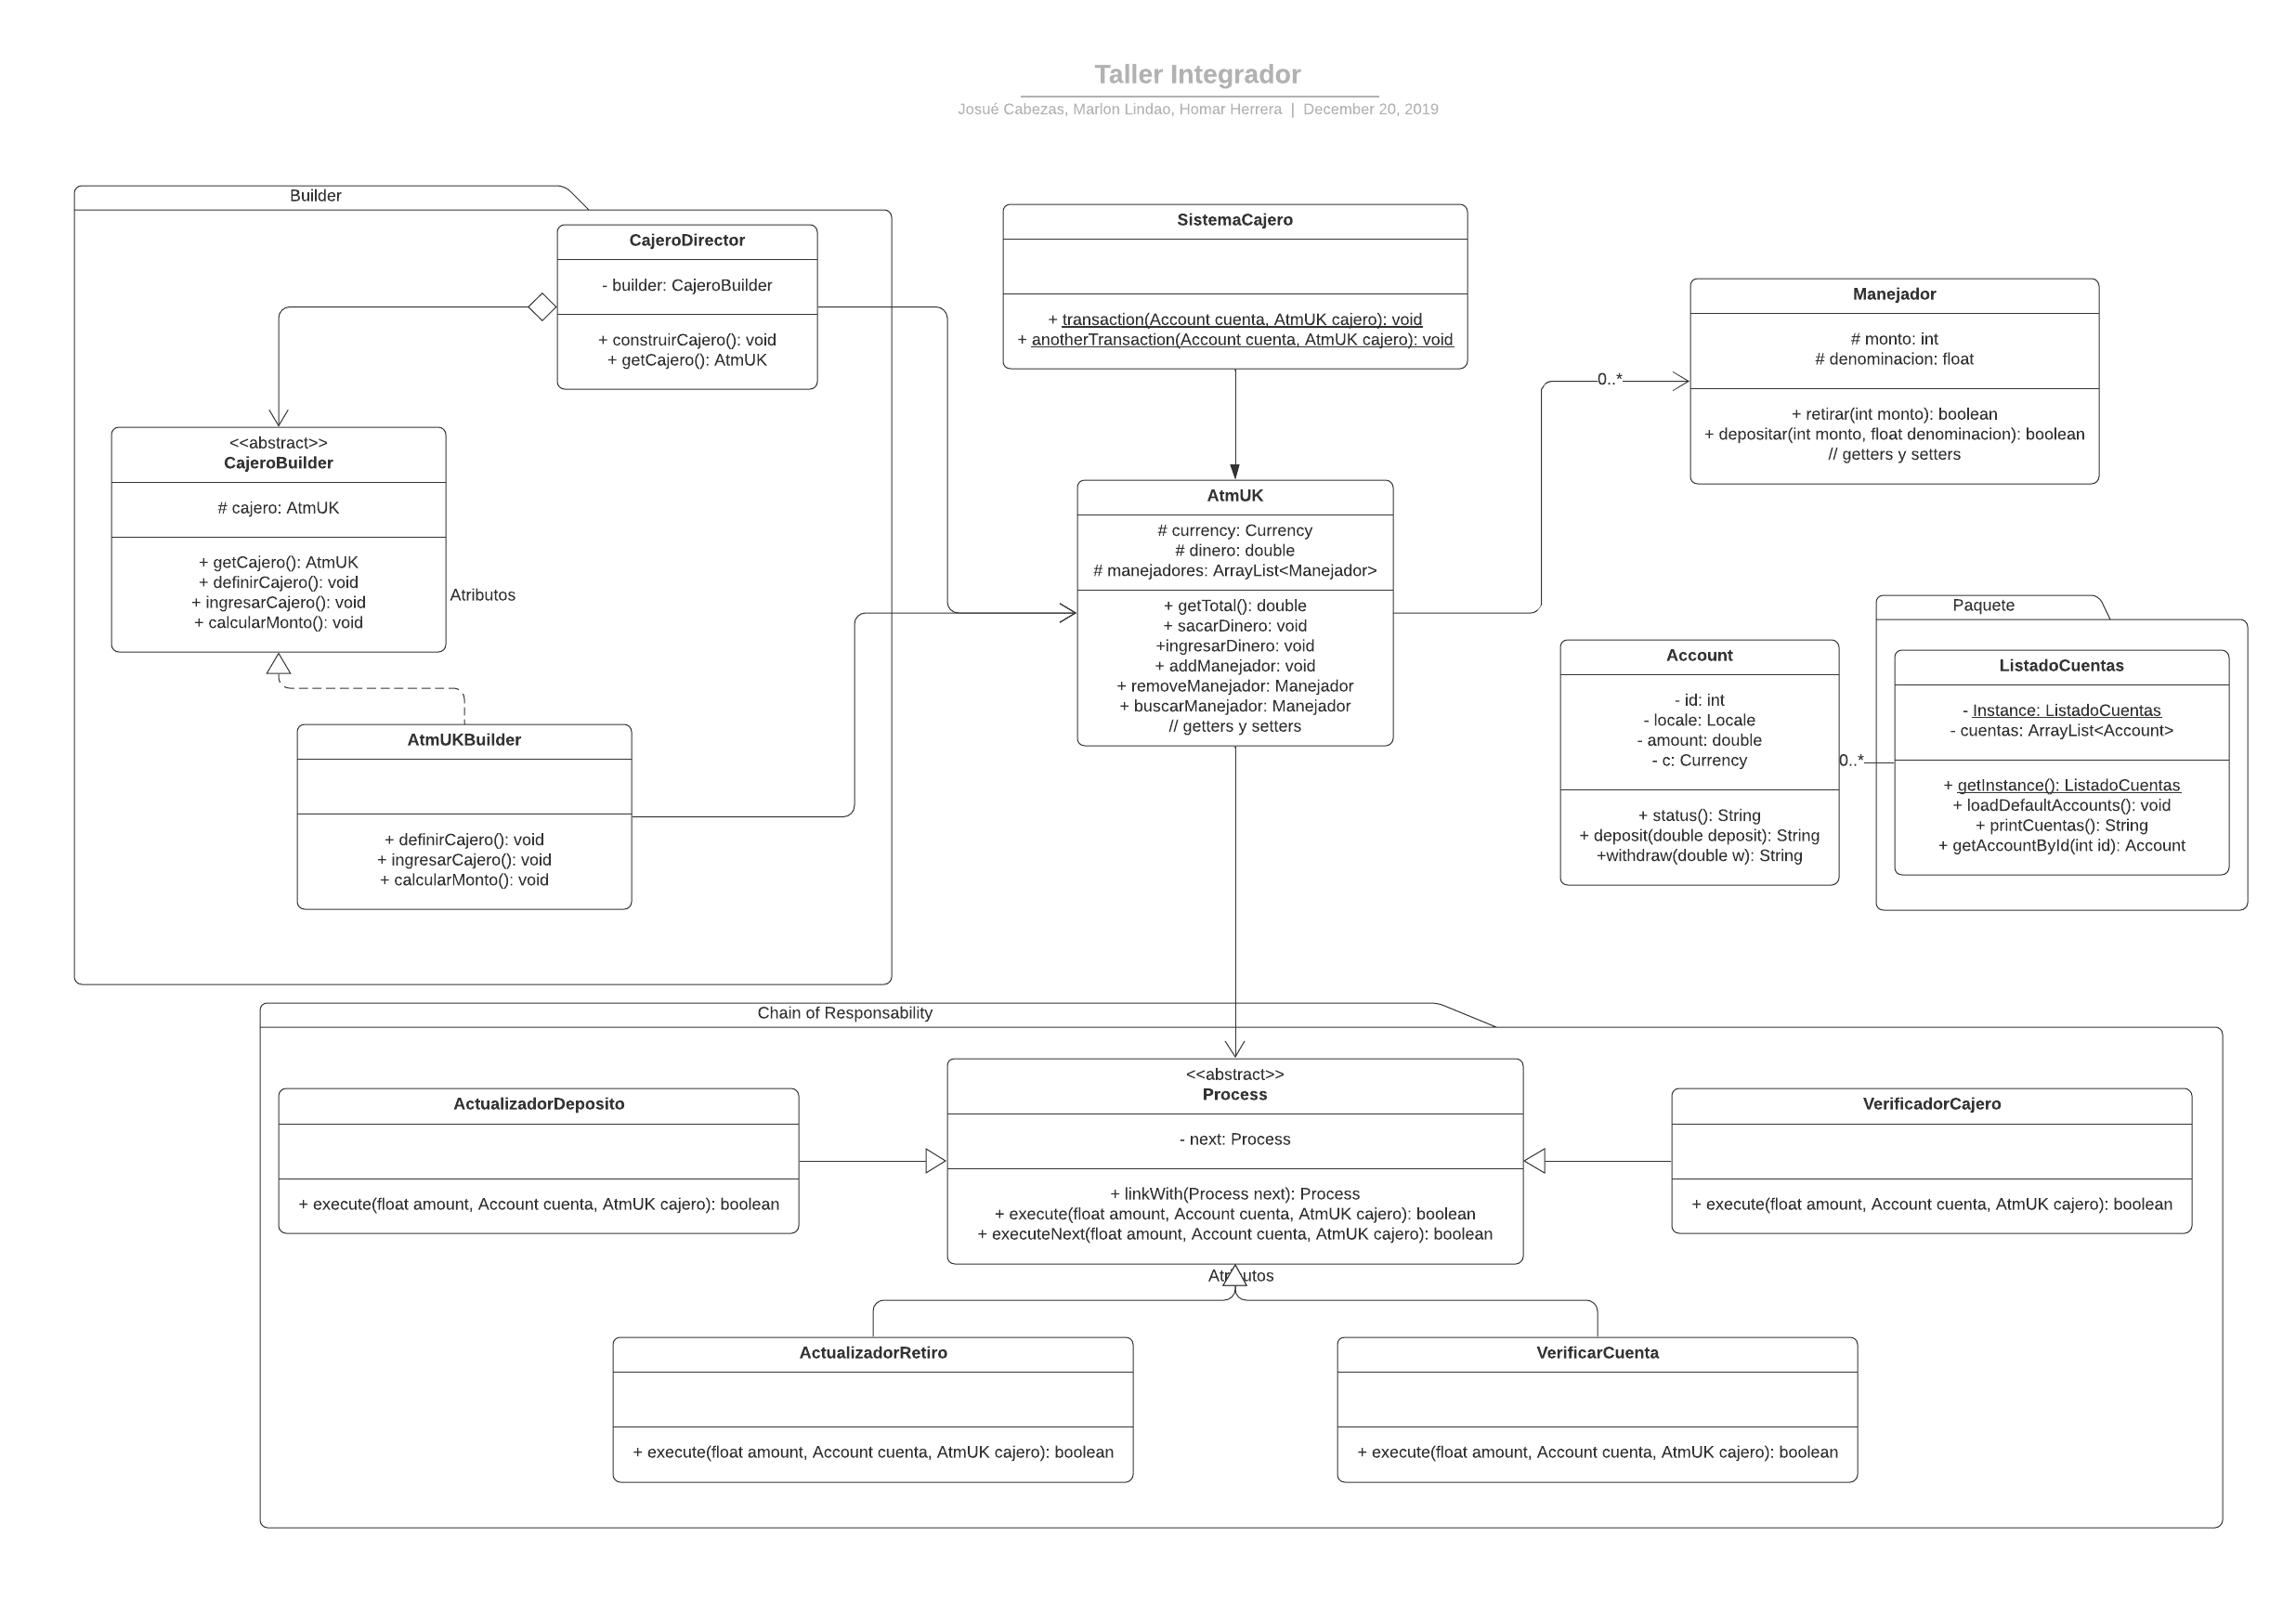 Taller Integrador
Josué Cabezas, Marlon Lindao, Homar Herrera | December 20, 2019
Builder
CajeroDirector
- builder: CajeroBuilder
+ construirCajero(): void
+ getCajero(): AtmUK
<<abstract>>
CajeroBuilder
# cajero: AtmUK
+ getCajero(): AtmUK
+ definirCajero(): void
+ ingresarCajero(): void
+ calcularMonto(): void
Atributos
AtmUKBuilder
+ definirCajero(): void
+ ingresarCajero(): void
+ calcularMonto(): void
SistemaCajero
+ transaction(Account cuenta, AtmUK cajero): void
+ anotherTransaction(Account cuenta, AtmUK cajero): void
AtmUK
# currency: Currency
# dinero: double
# manejadores: ArrayList<Manejador>
+ getTotal(): double
+ sacarDinero: void
+ingresarDinero: void
+ addManejador: void
+ removeManejador: Manejador
+ buscarManejador: Manejador
// getters y setters
0..*
Manejador
# monto: int
# denominacion: float
+ retirar(int monto): boolean
+ depositar(int monto, float denominacion): boolean
// getters y setters
Account
- id: int
- locale: Locale
- amount: double
- c: Currency
+ status(): String
+ deposit(double deposit): String
+withdraw(double w): String
0..*
Paquete
ListadoCuentas
- Instance: ListadoCuentas
- cuentas: ArrayList<Account>
+ getInstance(): ListadoCuentas
+ loadDefaultAccounts(): void
+ printCuentas(): String
+ getAccountById(int id): Account
Chain of Responsability
ActualizadorDeposito
+ execute(float amount, Account cuenta, AtmUK cajero): boolean
<<abstract>>
Process
- next: Process
+ linkWith(Process next): Process
+ execute(float amount, Account cuenta, AtmUK cajero): boolean
+ executeNext(float amount, Account cuenta, AtmUK cajero): boolean
Atributos
VerificadorCajero
+ execute(float amount, Account cuenta, AtmUK cajero): boolean
ActualizadorRetiro
+ execute(float amount, Account cuenta, AtmUK cajero): boolean
VerificarCuenta
+ execute(float amount, Account cuenta, AtmUK cajero): boolean